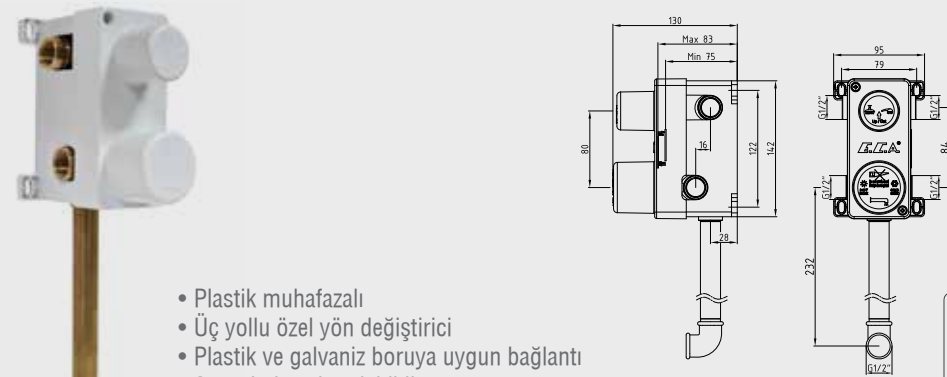 130
Max 83
Min 75
80
16
122
142
28
95
79
G1/2"
G1/2"
E.C.A®
84
G1/2"
G1/2"
232
G1/2"
• Plastik muhafazalı
• Üç yollu özel yön değiştirici
• Plastik ve galvaniz boruya uygun bağlantı